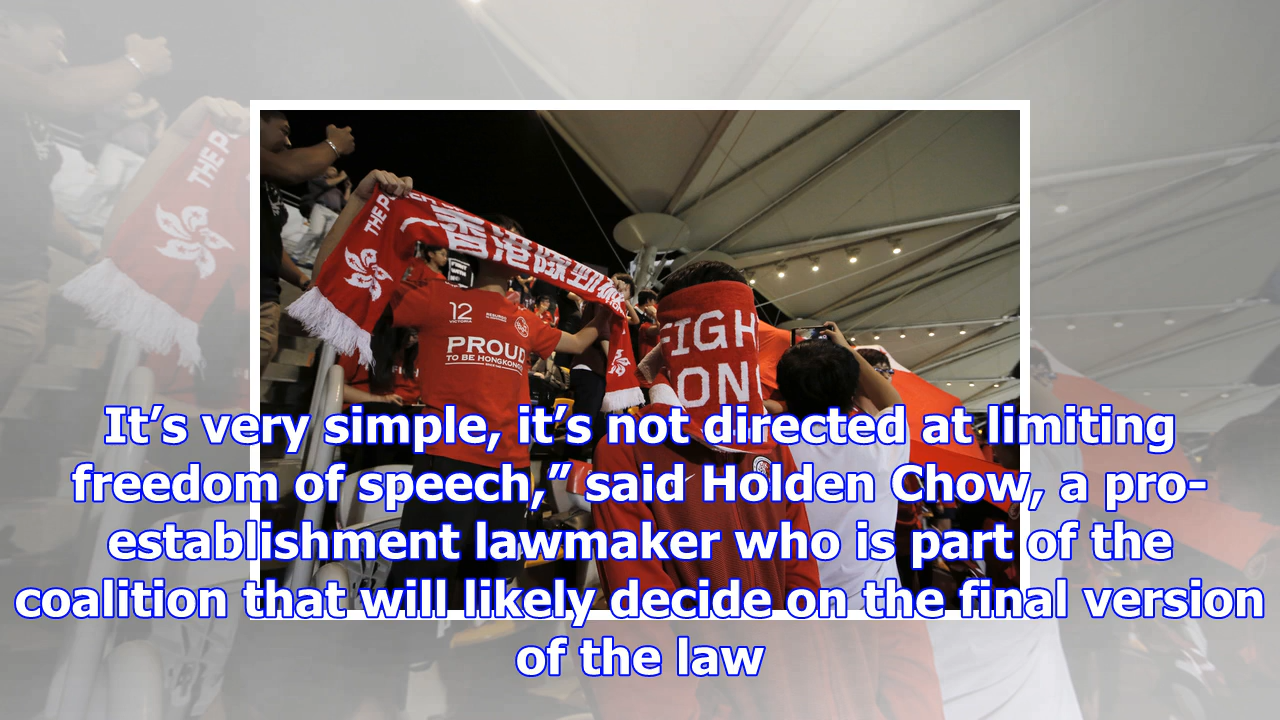 THE P
香港
12
VICTORIA
PROUD
TO BE HONGKONG
FIGH
ON
It’s very simple, it’s not directed at limiting
freedom of speech,” said Holden Chow, a pro-
establishment lawmaker who is part of the
coalition that will likely decide on the final version
of the law